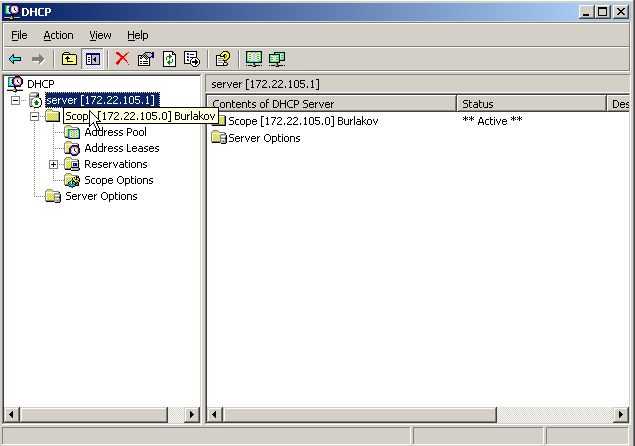 DHCP
File Action View Help
DHCP
server [172.22.105.1]
Scope [172.22.105.0] Burlakov
Address Pool
Address Leases
Reservations
Scope Options
Server Options
server [172.22.105.1]
Contents of DHCP Server Status Des
Scope [172.22.105.0] Burlakov ** Active **
Server Options